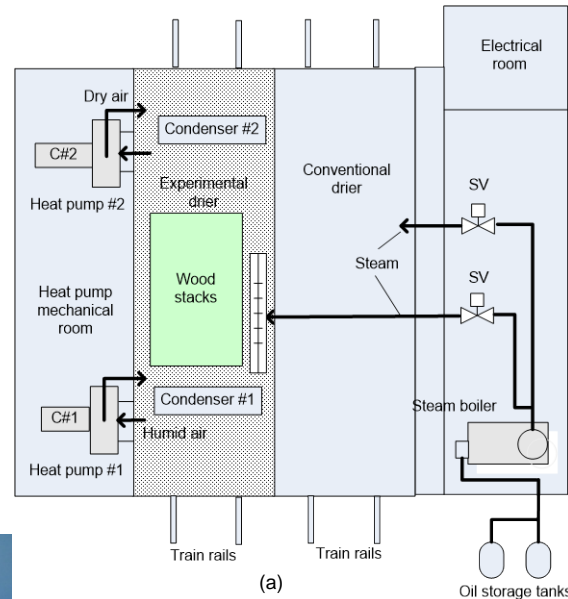 Electrical
room
Dry air
Condenser #2
C#2
Heat pump #2
Experimental
drier
Conventional
drier
SV
Wood
stacks
Steam
Heat pump
mechanical
room
SV
Condenser #1
C#1
Humid air
Steam boiler
Heat pump #1
Train rails
Train rails
(a)
Oil storage tanks